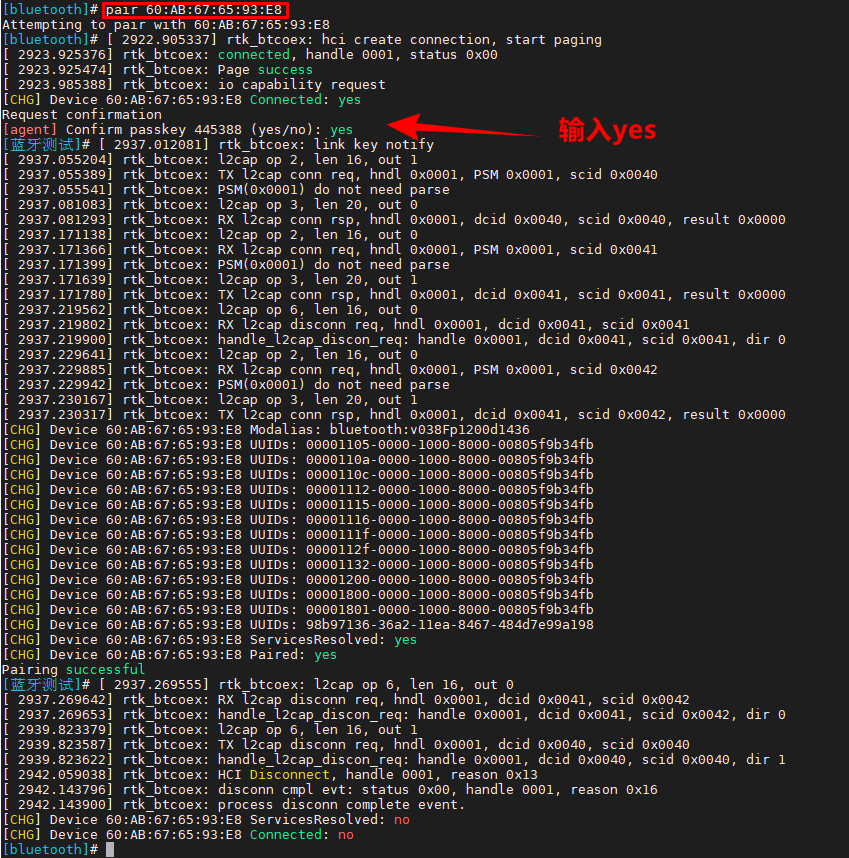 [bluetooth]# pair 60:AB:67:65:93:E8
Attempting to pair with 60:AB:67:65:93:E8
[bluetooth]# [ 2922.905337] rtk_btcoex: hci create connection, start paging
[ 2923.925376] rtk_btcoex: connected, handle 0001, status 0x00
[ 2923.925474] rtk_btcoex: Page success
[ 2923.985388] rtk_btcoex: io capability request
[CHG] Device 60:AB:67:65:93:E8 Connected: yes
Request confirmation
[agent] Confirm passkey 445388 (yes/no): yes
输入yes
[蓝牙测试]# [ 2937.012081] rtk_btcoex: link key notify
[ 2937.055204] rtk_btcoex: l2cap op 2, len 16, out 1
[ 2937.055389] rtk_btcoex: TX l2cap conn req, hndl 0x0001, PSM 0x0001, scid 0x0040
[ 2937.055541] rtk_btcoex: PSM(0x0001) do not need parse
[ 2937.081083] rtk_btcoex: l2cap op 3, len 20, out 0
[ 2937.081293] rtk_btcoex: RX l2cap conn rsp, hndl 0x0001, dcid 0x0040, scid 0x0040, result 0x0000
[ 2937.171138] rtk_btcoex: l2cap op 2, len 16, out 0
[ 2937.171366] rtk_btcoex: RX l2cap conn req, hndl 0x0001, PSM 0x0001, scid 0x0041
[ 2937.171399] rtk_btcoex: PSM(0x0001) do not need parse
[ 2937.171639] rtk_btcoex: l2cap op 3, len 20, out 1
[ 2937.171780] rtk_btcoex: TX l2cap conn rsp, hndl 0x0001, dcid 0x0041, scid 0x0041, result 0x0000
[ 2937.219562] rtk_btcoex: l2cap op 6, len 16, out 0
[ 2937.219802] rtk_btcoex: RX l2cap disconn req, hndl 0x0001, dcid 0x0041, scid 0x0041
[ 2937.219900] rtk_btcoex: handle_l2cap_discon_req: handle 0x0001, dcid 0x0041, scid 0x0041, dir 0
[ 2937.229641] rtk_btcoex: l2cap op 2, len 16, out 0
[ 2937.229885] rtk_btcoex: RX l2cap conn req, hndl 0x0001, PSM 0x0001, scid 0x0042
[ 2937.229942] rtk_btcoex: PSM(0x0001) do not need parse
[ 2937.230167] rtk_btcoex: l2cap op 3, len 20, out 1
[ 2937.230317] rtk_btcoex: TX l2cap conn rsp, hndl 0x0001, dcid 0x0041, scid 0x0042, result 0x0000
[CHG] Device 60:AB:67:65:93:E8 Modalias: bluetooth:v038Fp1200d1436
[CHG] Device 60:AB:67:65:93:E8 UUIDs: 00001105-0000-1000-8000-00805f9b34fb
[CHG] Device 60:AB:67:65:93:E8 UUIDs: 0000110a-0000-1000-8000-00805f9b34fb
[CHG] Device 60:AB:67:65:93:E8 UUIDs: 0000110c-0000-1000-8000-00805f9b34fb
[CHG] Device 60:AB:67:65:93:E8 UUIDs: 00001112-0000-1000-8000-00805f9b34fb
[CHG] Device 60:AB:67:65:93:E8 UUIDs: 00001115-0000-1000-8000-00805f9b34fb
[CHG] Device 60:AB:67:65:93:E8 UUIDs: 00001116-0000-1000-8000-00805f9b34fb
[CHG] Device 60:AB:67:65:93:E8 UUIDs: 0000111f-0000-1000-8000-00805f9b34fb
[CHG] Device 60:AB:67:65:93:E8 UUIDs: 0000112f-0000-1000-8000-00805f9b34fb
[CHG] Device 60:AB:67:65:93:E8 UUIDs: 00001132-0000-1000-8000-00805f9b34fb
[CHG] Device 60:AB:67:65:93:E8 UUIDs: 00001200-0000-1000-8000-00805f9b34fb
[CHG] Device 60:AB:67:65:93:E8 UUIDs: 00001800-0000-1000-8000-00805f9b34fb
[CHG] Device 60:AB:67:65:93:E8 UUIDs: 00001801-0000-1000-8000-00805f9b34fb
[CHG] Device 60:AB:67:65:93:E8 UUIDs: 98b97136-36a2-11ea-8467-484d7e99a198
[CHG] Device 60:AB:67:65:93:E8 ServicesResolved: yes
[CHG] Device 60:AB:67:65:93:E8 Paired: yes
Pairing successful
[蓝牙测试]# [ 2937.269555] rtk_btcoex: l2cap op 6, len 16, out 0
[ 2937.269642] rtk_btcoex: RX l2cap disconn req, hndl 0x0001, dcid 0x0041, scid 0x0042
[ 2937.269653] rtk_btcoex: handle_l2cap_discon_req: handle 0x0001, dcid 0x0041, scid 0x0042, dir 0
[ 2939.823379] rtk_btcoex: l2cap op 6, len 16, out 1
[ 2939.823587] rtk_btcoex: TX l2cap disconn req, hndl 0x0001, dcid 0x0040, scid 0x0040
[ 2939.823622] rtk_btcoex: handle_l2cap_discon_req: handle 0x0001, dcid 0x0040, scid 0x0040, dir 1
[ 2942.059038] rtk_btcoex: HCI Disconnect, handle 0001, reason 0x13
[ 2942.143796] rtk_btcoex: disconn cmpl evt: status 0x00, handle 0001, reason 0x16
[ 2942.143900] rtk_btcoex: process disconn complete event.
[CHG] Device 60:AB:67:65:93:E8 ServicesResolved: no
[CHG] Device 60:AB:67:65:93:E8 Connected: no
[bluetooth]#